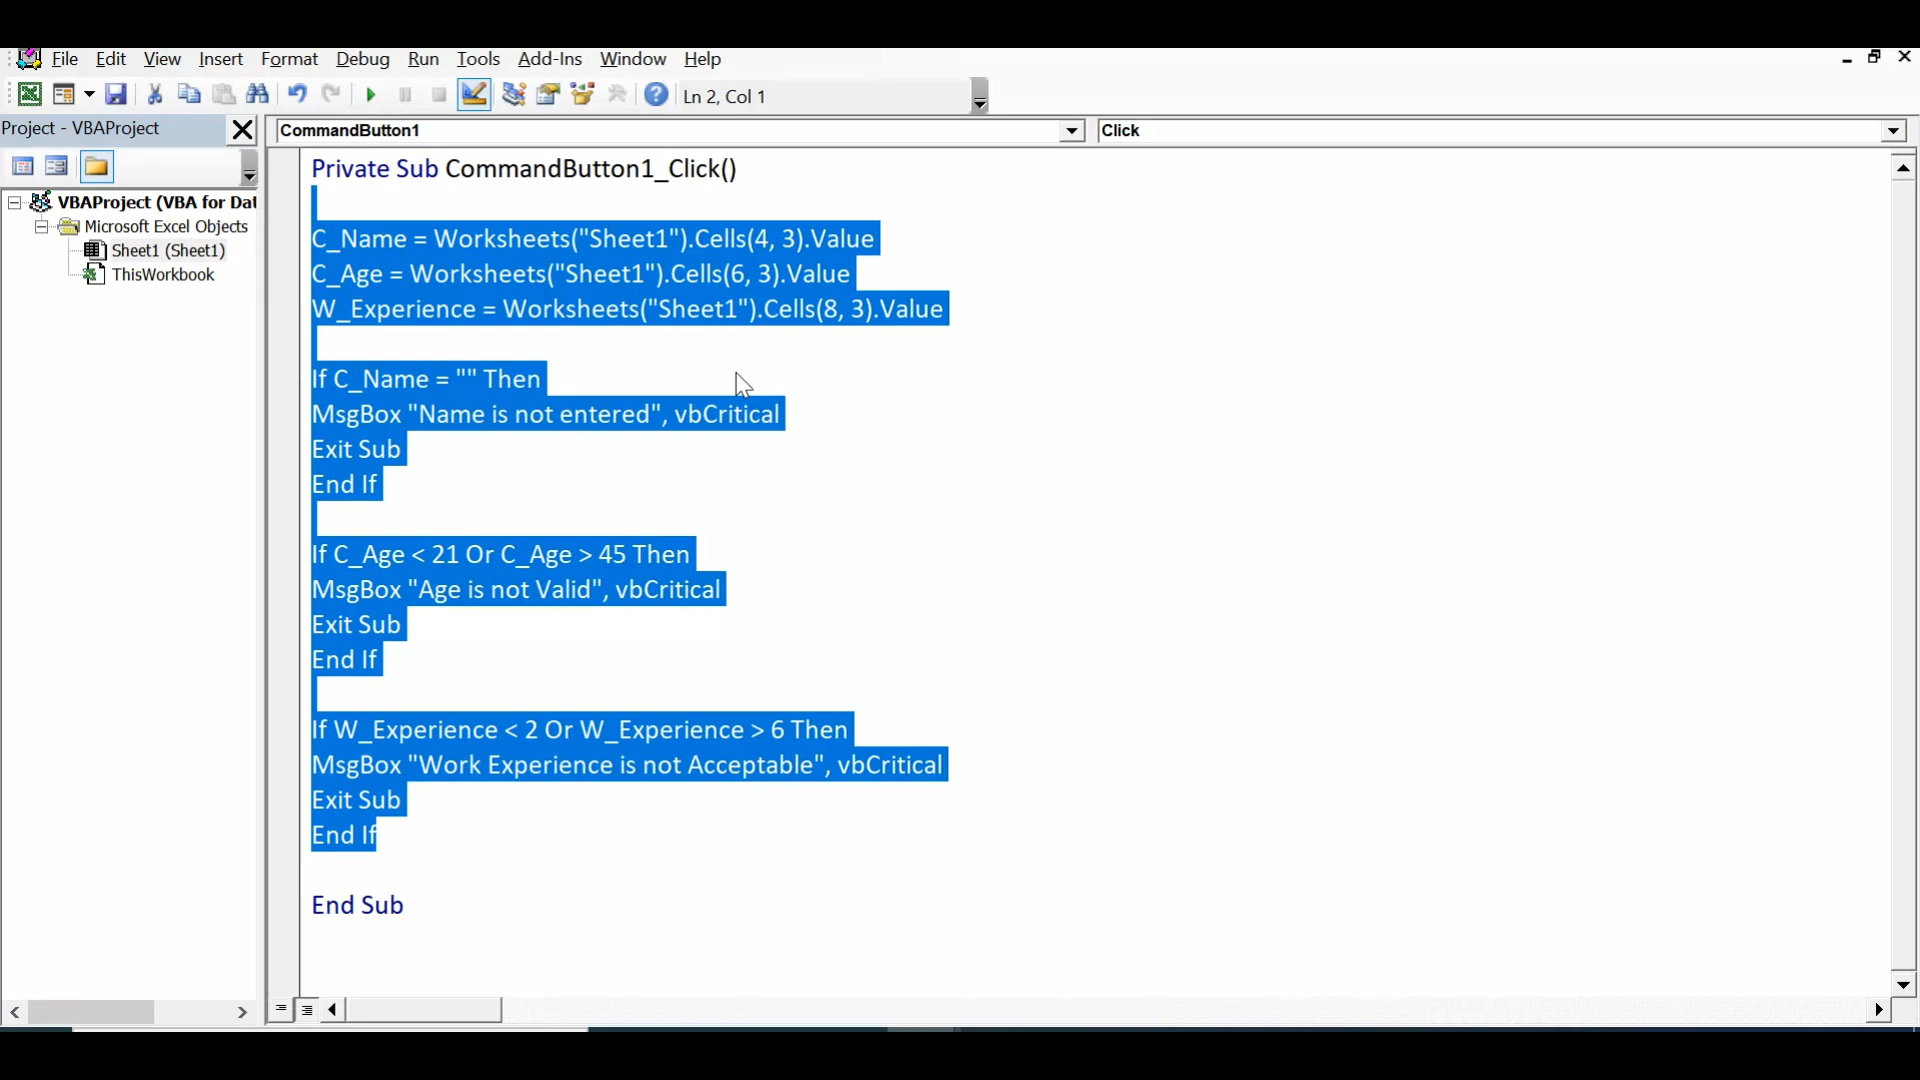 File Edit View Insert Format Debug Run Tools Add-Ins Window Help
Ln 2, Col 1
Project - VBAProject
CommandButton1
Click
VBAProject (VBA for Dat
Microsoft Excel Objects
Sheet1 (Sheet1)
ThisWorkbook
Private Sub CommandButton1_Click()
C_Name = Worksheets("Sheet1").Cells(4, 3).Value
C_Age = Worksheets("Sheet1").Cells(6, 3).Value
W_Experience = Worksheets("Sheet1").Cells(8, 3).Value
If C_Name = "" Then
MsgBox "Name is not entered", vbCritical
Exit Sub
End If
If C_Age < 21 Or C_Age > 45 Then
MsgBox "Age is not Valid", vbCritical
Exit Sub
End If
If W_Experience < 2 Or W_Experience > 6 Then
MsgBox "Work Experience is not Acceptable", vbCritical
Exit Sub
End If
End Sub